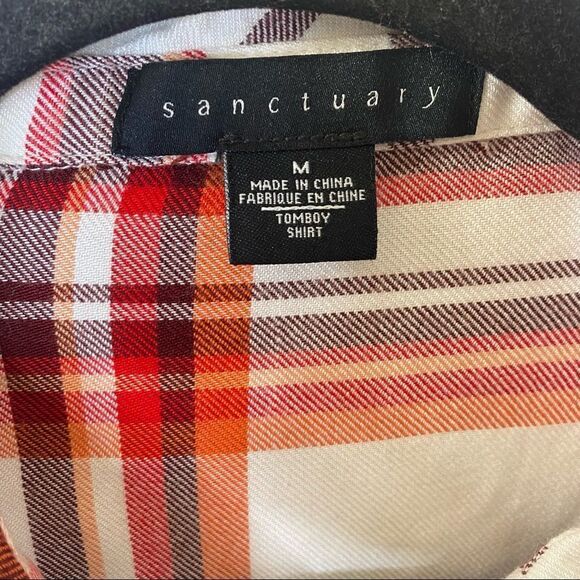 sanctuary
M
MADE IN CHINA
FABRIQUE EN CHINE
TOMBOY
SHIRT